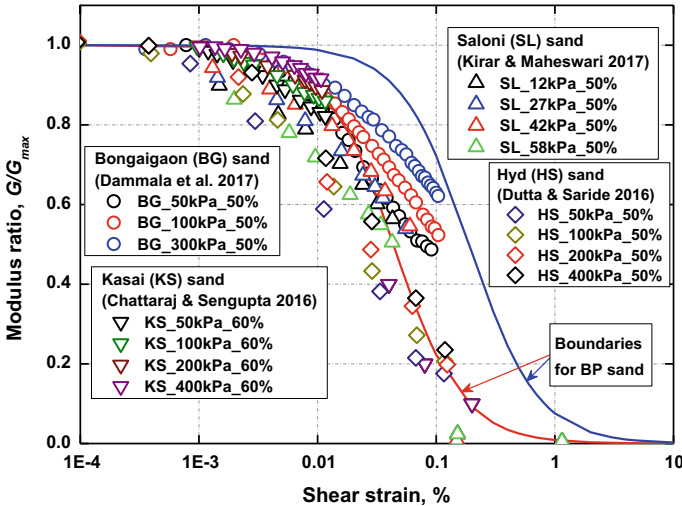 Modulus ratio, G/Gmax
1.0
0.8
0.6
0.4
0.2
0.0
1E-4
1E-3
0.01
0.1
1
10
Shear strain, %
Bongaigaon (BG) sand
(Dammala et al. 2017)
BG_50kPa_50%
BG_100kPa_50%
BG_300kPa_50%
Kasai (KS) sand
(Chattaraj & Sengupta 2016)
KS_50kPa_60%
KS_100kPa_60%
KS_200kPa_60%
KS_400kPa_60%
Saloni (SL) sand
(Kirar & Maheswari 2017)
SL_12kPa_50%
SL_27kPa_50%
SL_42kPa_50%
SL_58kPa_50%
Hyd (HS) sand
(Dutta & Saride 2016)
HS_50kPa_50%
HS_100kPa_50%
HS_200kPa_50%
HS_400kPa_50%
Boundaries
for BP sand